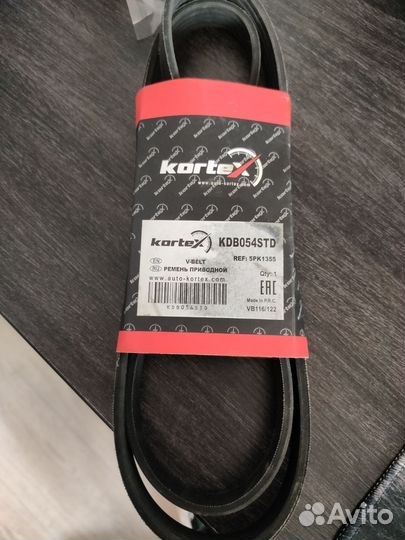 kortex
www.auto-kortex.com
kortex KDB054STD
EN V-BELT REF: 5PK1355
RU РЕМЕНЬ ПРИВОДНОЙ
www.auto-kortex.com Qty: 1
EAC
KDB054STD Made in P.R.C.
VB116/122
Avito